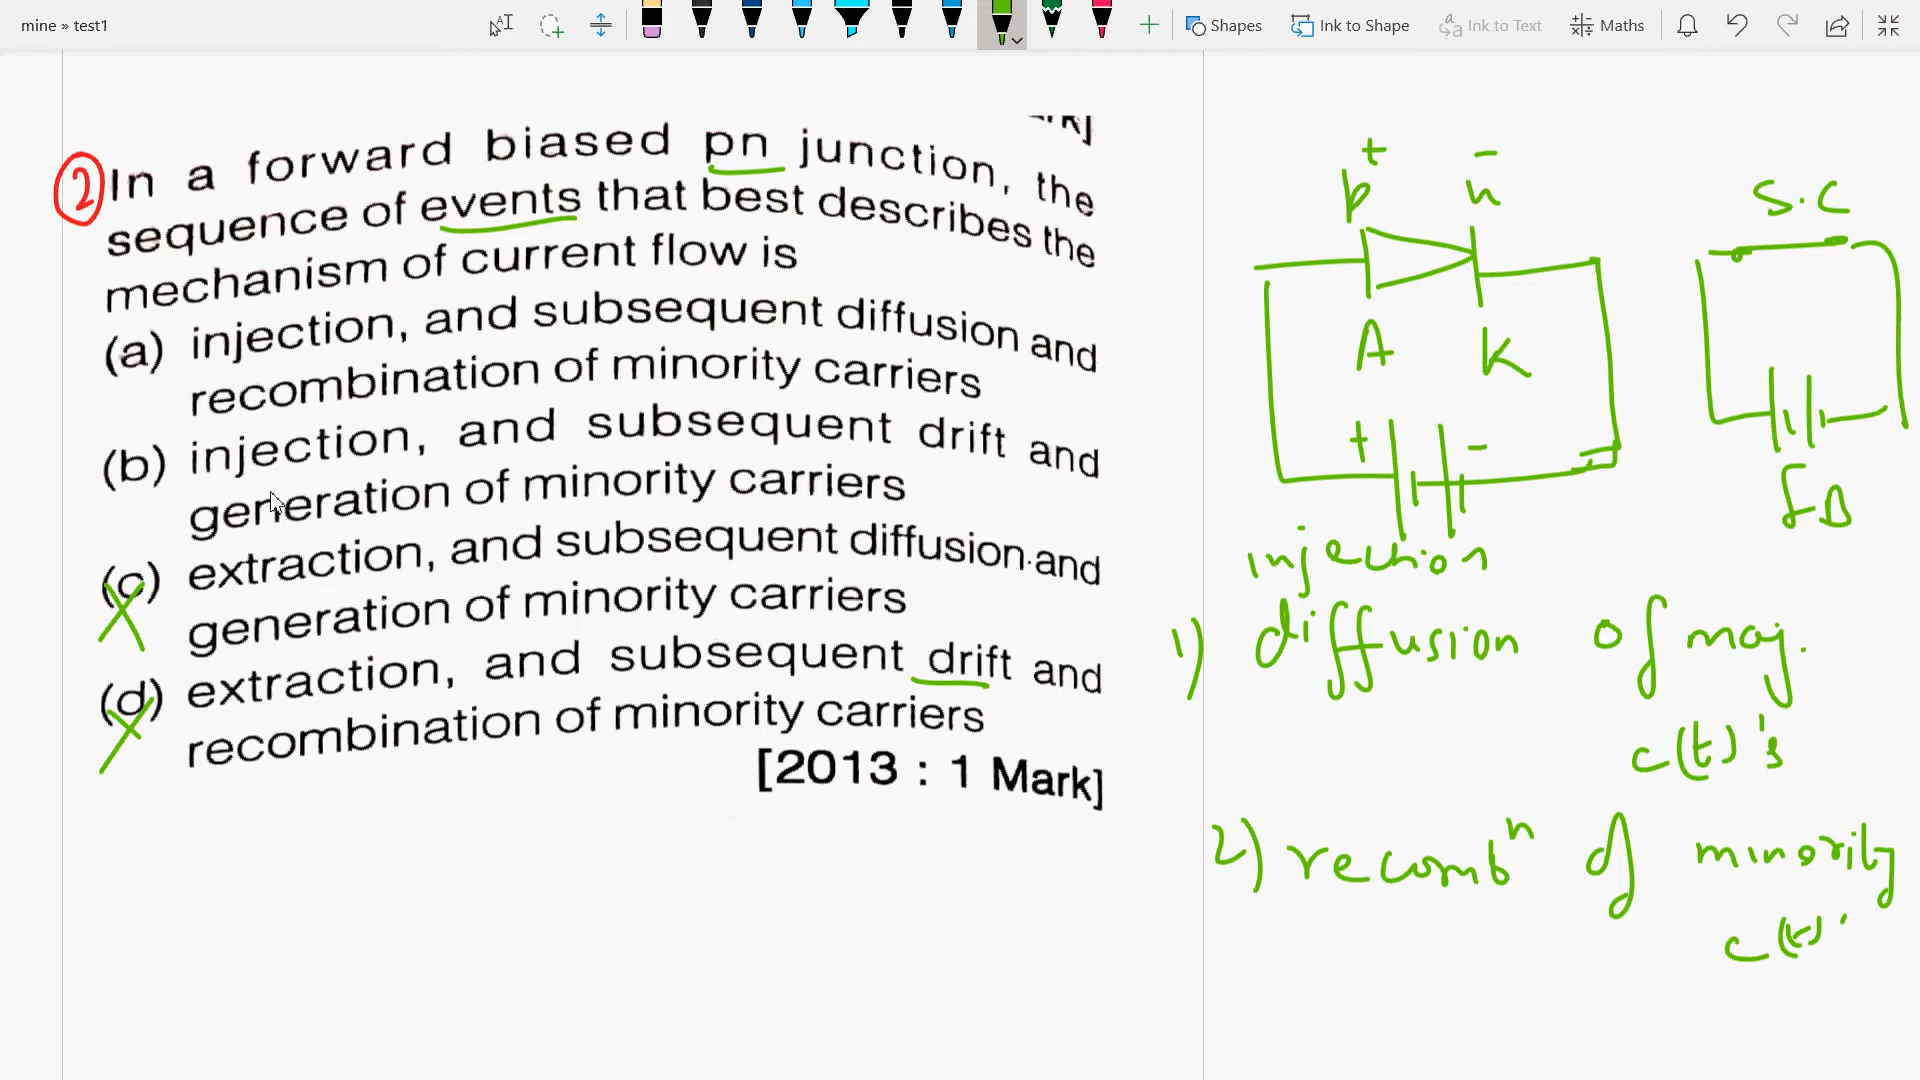 mine » test1
Shapes
Ink to Shape
Ink to Text
Maths
2
In a forward biased pn junction, the
sequence of events that best describes the
mechanism of current flow is
(a) injection, and subsequent diffusion and
recombination of minority carriers
(b) injection, and subsequent drift and
generation of minority carriers
(c) extraction, and subsequent diffusion and
generation of minority carriers
(d) extraction, and subsequent drift and
recombination of minority carriers
[2013 : 1 Mark]
+ -
p n
A K
+ -
S.C
injection
1) diffusion of maj.
c(t)'s
2) recombⁿ of minority
c(t)'